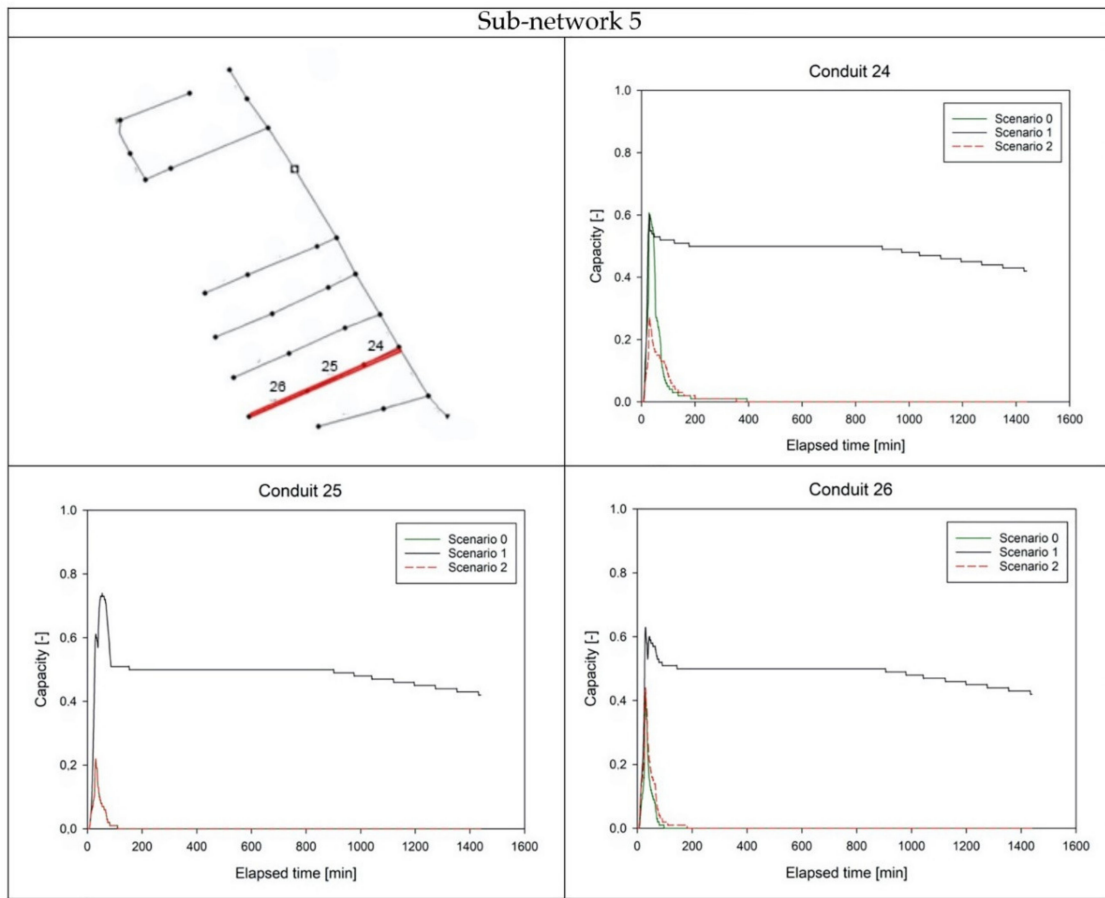 Sub-network 5
24
25
26
Conduit 24
1.0
0.8
0.6
0.4
0.2
0.0
Capacity [-]
Scenario 0
Scenario 1
Scenario 2
0 200 400 600 800 1000 1200 1400 1600
Elapsed time [min]
Conduit 25
1.0
0.8
0.6
0.4
0,2
0,0
Capacity [-]
Scenario 0
Scenario 1
Scenario 2
0 200 400 600 800 1000 1200 1400 1600
Elapsed time [min]
Conduit 26
1.0
0.8
0.6
0.4
0,2
0,0
Capacity [-]
Scenario 0
Scenario 1
Scenario 2
0 200 400 600 800 1000 1200 1400 1600
Elapsed time [min]